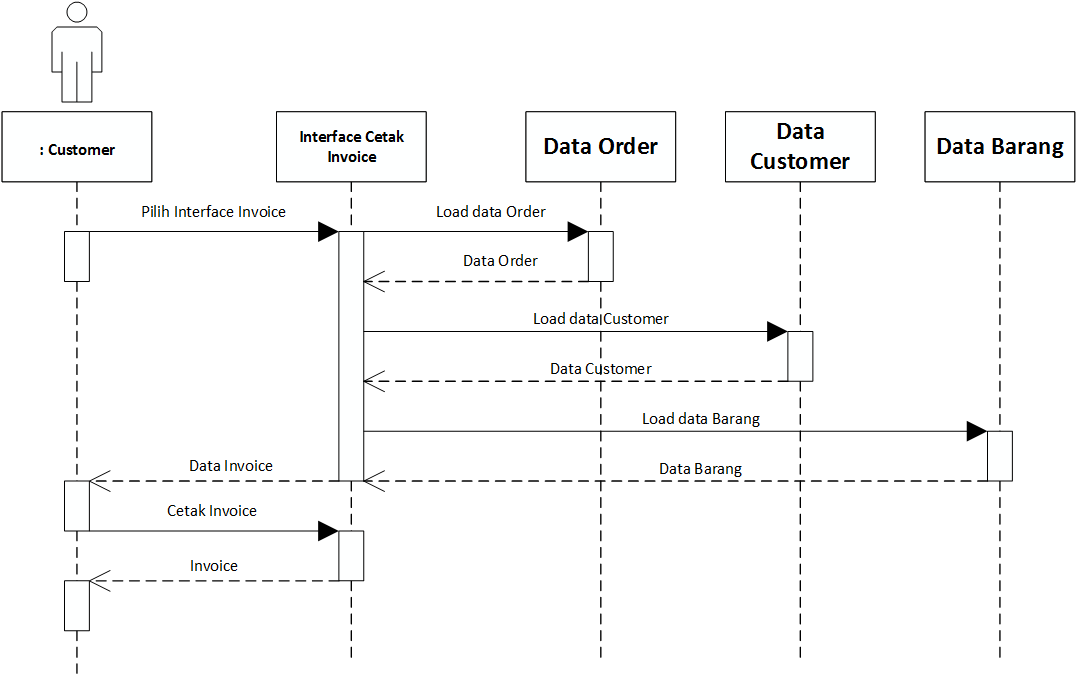 : Customer
Interface Cetak
Invoice
Data Order
Data
Customer
Data Barang
Pilih Interface Invoice
Load data Order
Data Order
Load data Customer
Data Customer
Load data Barang
Data Invoice
Data Barang
Cetak Invoice
Invoice